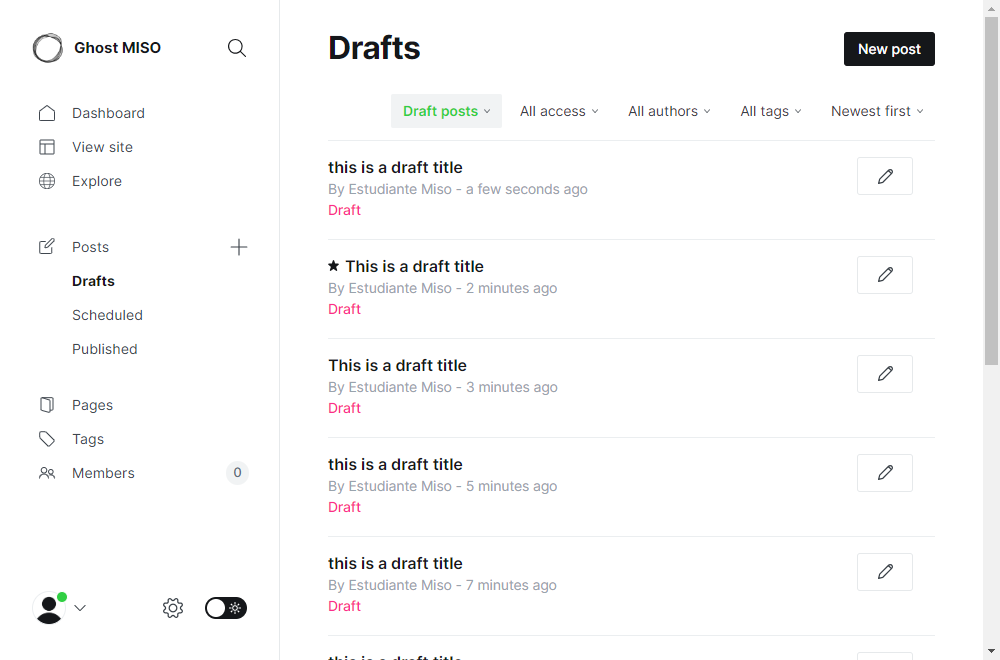 Ghost MISO
Dashboard
View site
Explore
Posts
Drafts
Scheduled
Published
Pages
Tags
Members 0
Drafts
New post
Draft posts All access All authors All tags Newest first
this is a draft title
By Estudiante Miso - a few seconds ago
Draft
This is a draft title
By Estudiante Miso - 2 minutes ago
Draft
This is a draft title
By Estudiante Miso - 3 minutes ago
Draft
this is a draft title
By Estudiante Miso - 5 minutes ago
Draft
this is a draft title
By Estudiante Miso - 7 minutes ago
Draft
this is a draft title